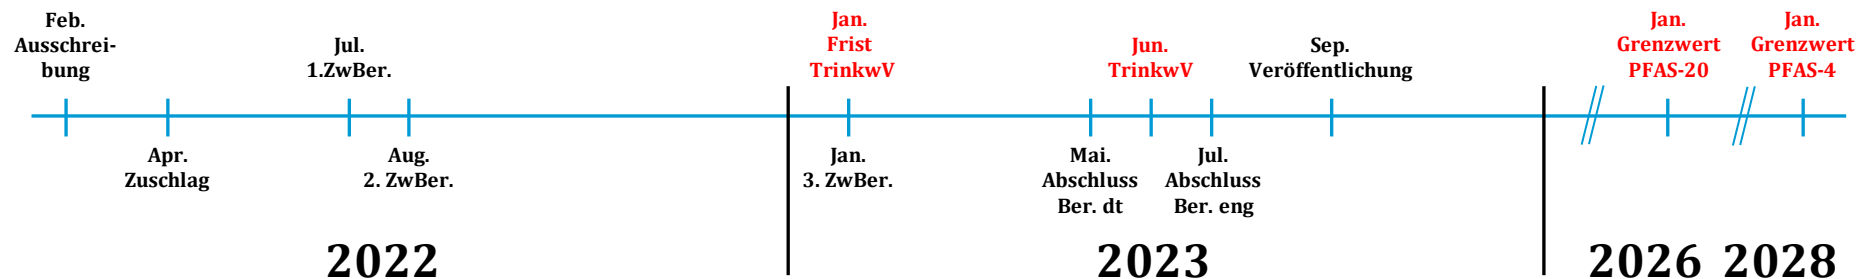 Feb.
Ausschrei-
bung
Jul.
1.ZwBer.
Jan.
Frist
TrinkwV
Jun.
TrinkwV
Sep.
Veröffentlichung
Jan.
Grenzwert
PFAS-20
Jan.
Grenzwert
PFAS-4
Apr.
Zuschlag
Aug.
2. ZwBer.
Jan.
3. ZwBer.
Mai.
Abschluss
Ber. dt
Jul.
Abschluss
Ber. eng
2022
2023
2026
2028